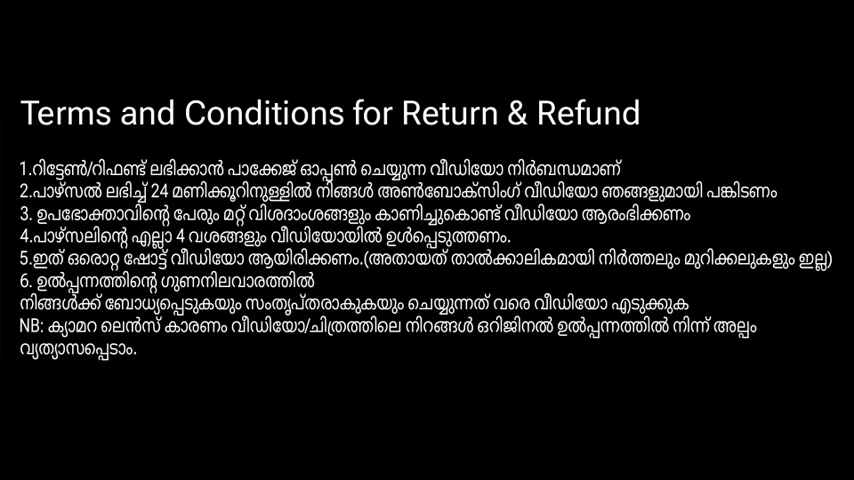 Terms and Conditions for Return & Refund
1.റിട്ടേൺ/റിഫണ്ട് ലഭിക്കാൻ പാക്കേജ് ഓപ്പൺ ചെയ്യുന്ന വീഡിയോ നിർബന്ധമാണ്
2.പാഴ്സൽ ലഭിച്ച് 24 മണിക്കൂറിനുള്ളിൽ നിങ്ങൾ അൺബോക്സിംഗ് വീഡിയോ ഞങ്ങളുമായി പങ്കിടണം
3. ഉപഭോക്താവിന്റെ പേരും മറ്റ് വിശദാംശങ്ങളും കാണിച്ചുകൊണ്ട് വീഡിയോ ആരംഭിക്കണം
4.പാഴ്സലിന്റെ എല്ലാ 4 വശങ്ങളും വീഡിയോയിൽ ഉൾപ്പെടുത്തണം.
5.ഇത് ഒരൊറ്റ ഷോട്ട് വീഡിയോ ആയിരിക്കണം.(അതായത് താൽക്കാലികമായി നിർത്തലും മുറിക്കലുകളും ഇല്ല)
6. ഉൽപ്പന്നത്തിന്റെ ഗുണനിലവാരത്തിൽ
നിങ്ങൾക്ക് ബോധ്യപ്പെടുകയും സംതൃപ്തരാകുകയും ചെയ്യുന്നത് വരെ വീഡിയോ എടുക്കുക
NB: ക്യാമറ ലെൻസ് കാരണം വീഡിയോ/ചിത്രത്തിലെ നിറങ്ങൾ ഒറിജിനൽ ഉൽപ്പന്നത്തിൽ നിന്ന് അല്പം
വ്യത്യാസപ്പെടാം.